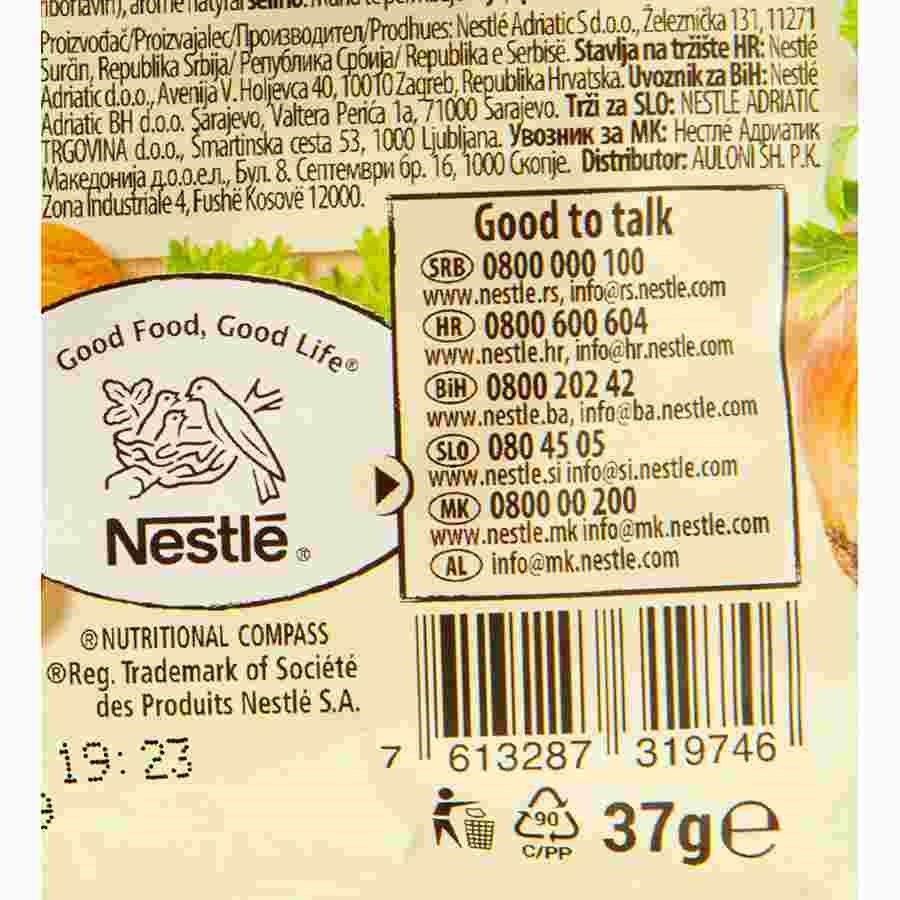 arome natyral selino.
Proizvođač/Proizvajalec/Производител/Prodhues: Nestlé Adriatic S d.o.o., Železnička 131, 11271
Surčin, Republika Srbija/ Република Србија/ Republika e Serbisë. Stavlja na tržište HR: Nestlé
Adriatic d.o.o., Avenija V. Holjevca 40, 10010 Zagreb, Republika Hrvatska. Uvoznik za BiH: Nestlé
Adriatic BH d.o.o. Sarajevo, Valtera Perića 1a, 71000 Sarajevo. Trži za SLO: NESTLE ADRIATIC
TRGOVINA d.o.o., Šmartinska cesta 53, 1000 Ljubljana. Увозник за МК: Нестле Адриатик
Македонија д.о.о.ел., Бул. 8. Септември бр. 16, 1000 Скопје. Distributor: AULONI SH. P.K.
Zona Industriale 4, Fushë Kosovë 12000.
Good to talk
SRB 0800 000 100
www.nestle.rs, info@rs.nestle.com
HR 0800 600 604
www.nestle.hr, info@hr.nestle.com
BiH 0800 202 42
www.nestle.ba, info@ba.nestle.com
SLO 080 45 05
www.nestle.si info@si.nestle.com
MK 0800 00 200
www.nestle.mk info@mk.nestle.com
AL info@mk.nestle.com
Good Food, Good Life®
Nestlé®
®NUTRITIONAL COMPASS
®Reg. Trademark of Société
des Produits Nestlé S.A.
19:23
7 613287 319746
90
C/PP
37g℮